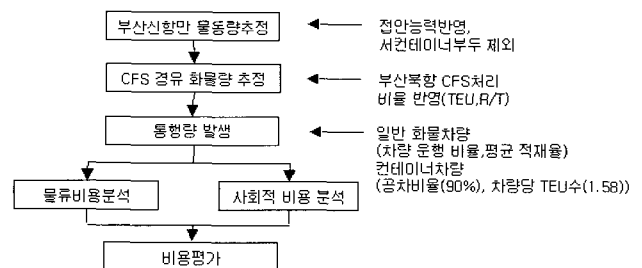 부산신항만 물동량추정
접안능력반영,
서컨테이너부두 제외
CFS 경유 화물량 추정
부산북항 CFS처리
비율 반영(TEU,R/T)
통행량 발생
일반 화물차량
(차량 운행 비율,평균 적재율)
컨테이너차량
(공차비율(90%), 차량당 TEU수(1.58))
물류비용분석
사회적 비용 분석
비용평가